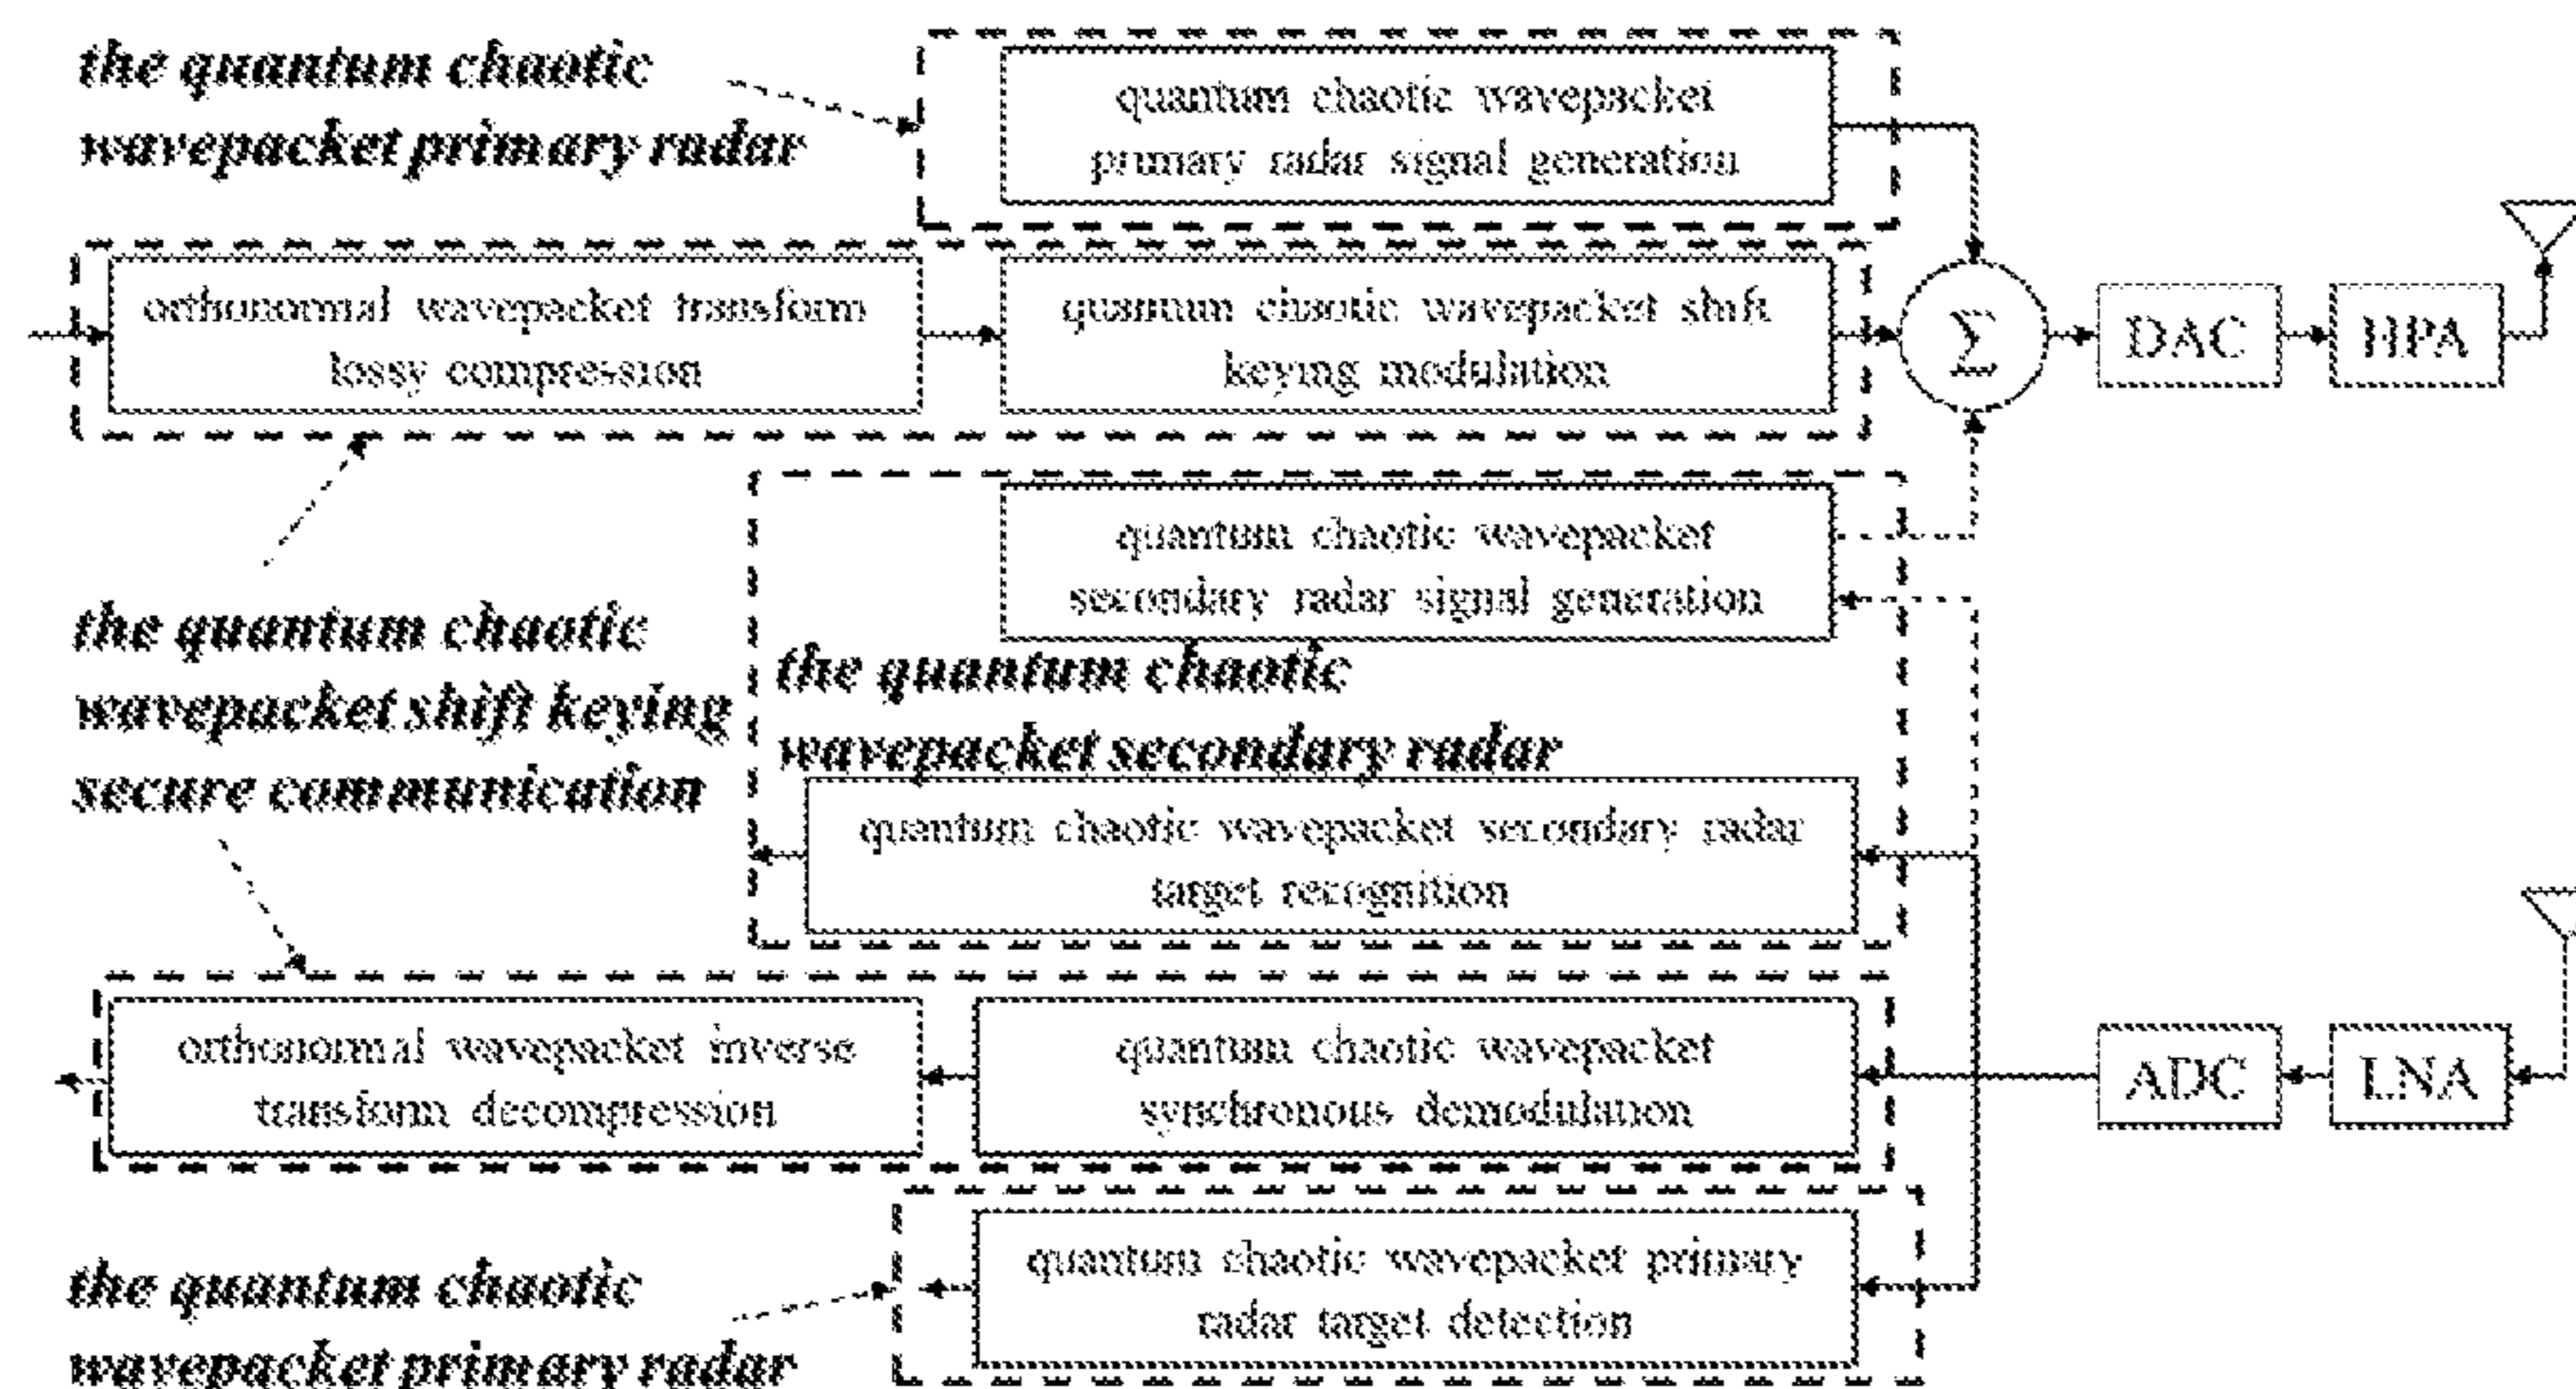 the quantum chaotic
wavepacket primary radar
quantum chaotic wavepacket
primary radar signal generation
orthonormal wavepacket transform
lossy compression
quantum chaotic wavepacket shift
keying modulation
Σ
DAC
HPA
quantum chaotic wavepacket
secondary radar signal generation
the quantum chaotic
wavepacket shift keying
secure communication
the quantum chaotic
wavepacket secondary radar
quantum chaotic wavepacket secondary radar
target recognition
orthonormal wavepacket inverse
transform decompression
quantum chaotic wavepacket
synchronous demodulation
ADC
LNA
the quantum chaotic
wavepacket primary radar
quantum chaotic wavepacket primary
radar target detection